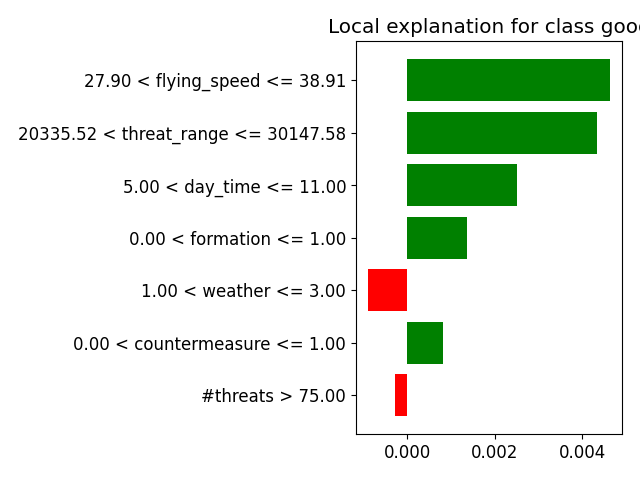 Local explanation for class good
27.90 < flying_speed <= 38.91
20335.52 < threat_range <= 30147.58
5.00 < day_time <= 11.00
0.00 < formation <= 1.00
1.00 < weather <= 3.00
0.00 < countermeasure <= 1.00
#threats > 75.00
0.000 0.002 0.004